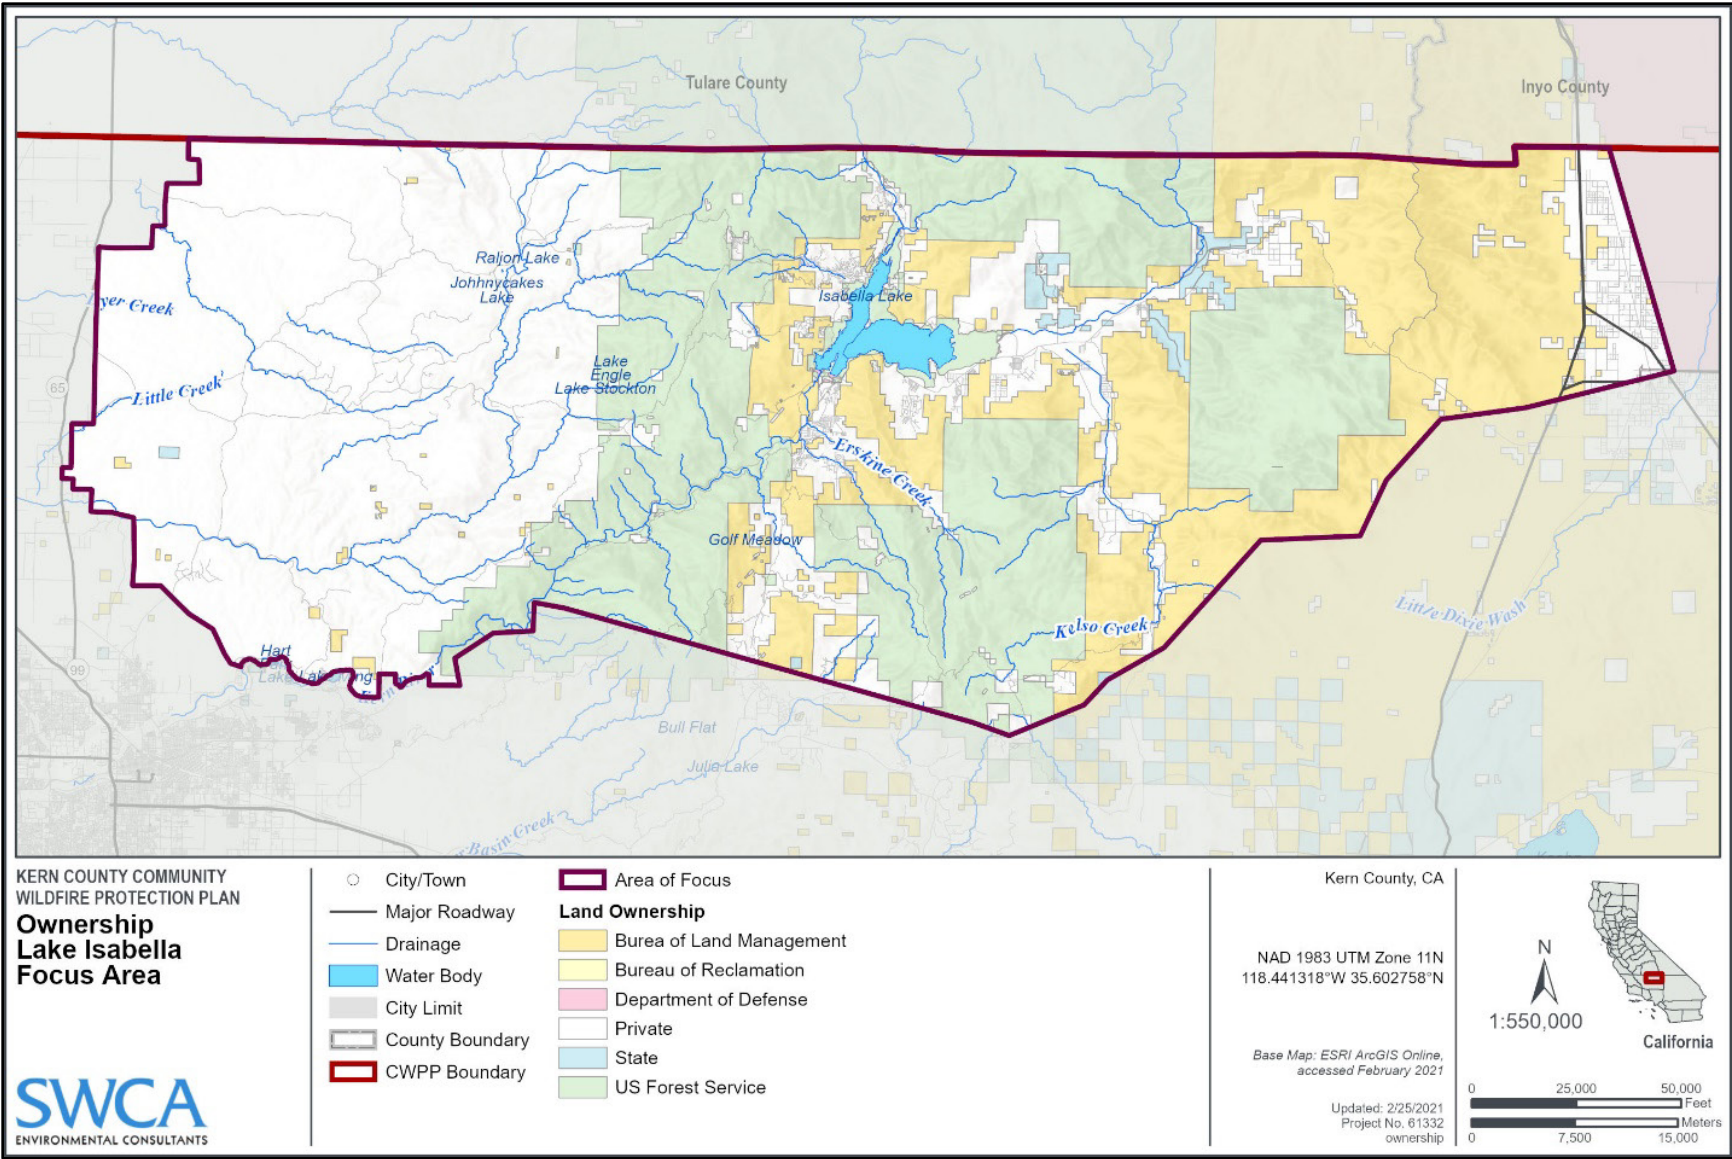 Tulare County
Inyo County
Raljon Lake
Johhnycakes
Lake
Isabella Lake
Dyer Creek
65
Little Creek
Lake
Engle
Lake Stockton
Erskine Creek
Golf Meadow
Kelso Creek
Little Dixie Wash
Hart
99
Bull Flat
Julia Lake
Basin Creek
KERN COUNTY COMMUNITY
WILDFIRE PROTECTION PLAN
Ownership
Lake Isabella
Focus Area
SWCA
ENVIRONMENTAL CONSULTANTS
City/Town
Major Roadway
Drainage
Water Body
City Limit
County Boundary
CWPP Boundary
Area of Focus
Land Ownership
Burea of Land Management
Bureau of Reclamation
Department of Defense
Private
State
US Forest Service
Kern County, CA
NAD 1983 UTM Zone 11N
118.441318°W 35.602758°N
Base Map: ESRI ArcGIS Online,
accessed February 2021
Updated: 2/25/2021
Project No. 61332
ownership
N
1:550,000
California
0 25,000 50,000
Feet
Meters
0 7,500 15,000